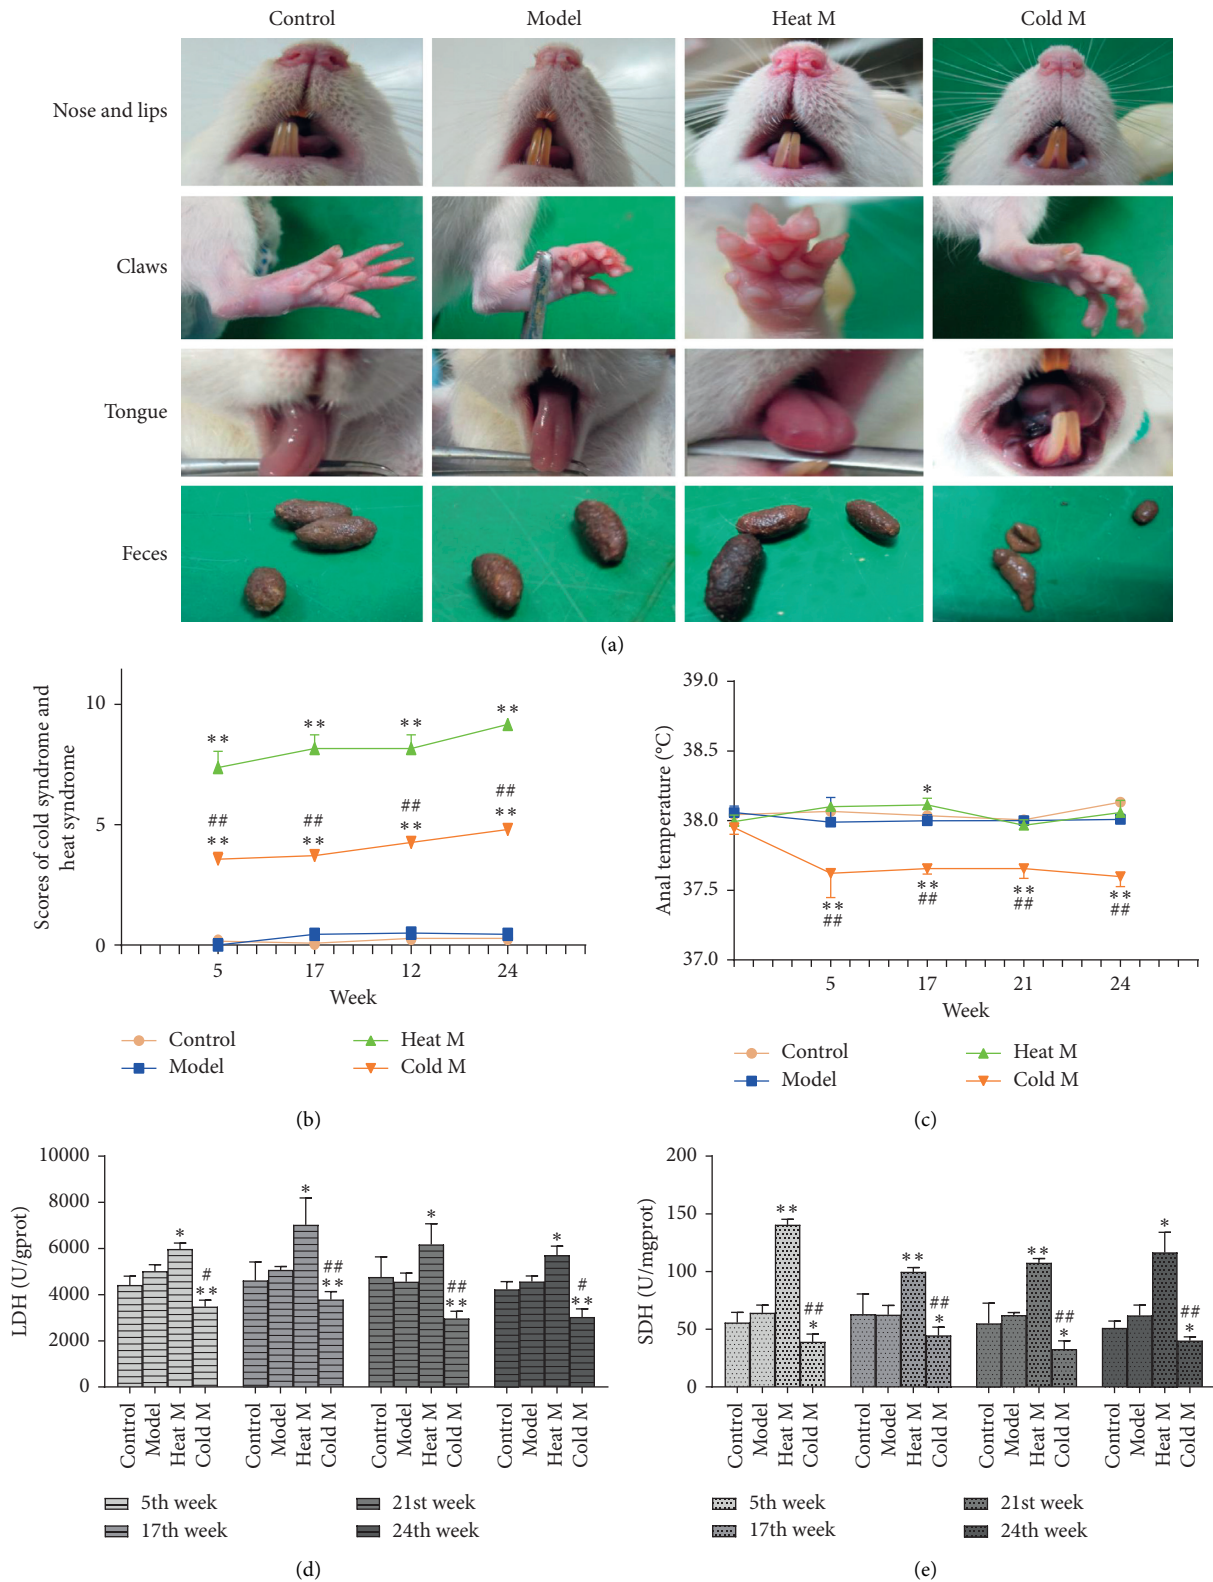 Control Model Heat M Cold M
Nose and lips
Claws
Tongue
Feces
(a)
Scores of cold syndrome and
heat syndrome
10
5
0
** ** ** **
## ## ## ##
** ** ** **
5 17 12 24
Week
Control Heat M
Model Cold M
(b)
Anal temperature (°C)
39.0
38.5
38.0
37.5
37.0
*
** ** ** **
## ## ## ##
5 17 21 24
Week
Control Heat M
Model Cold M
(c)
LDH (U/gprot)
10000
8000
6000
4000
2000
0
* * * *
# ## ## #
** ** ** **
Control Model Heat M Cold M Control Model Heat M Cold M Control Model Heat M Cold M Control Model Heat M Cold M
5th week 21st week
17th week 24th week
(d)
SDH (U/mgprot)
200
150
100
50
0
** ** ** *
## ## ## ##
* * * *
Control Model Heat M Cold M Control Model Heat M Cold M Control Model Heat M Cold M Control Model Heat M Cold M
5th week 21st week
17th week 24th week
(e)